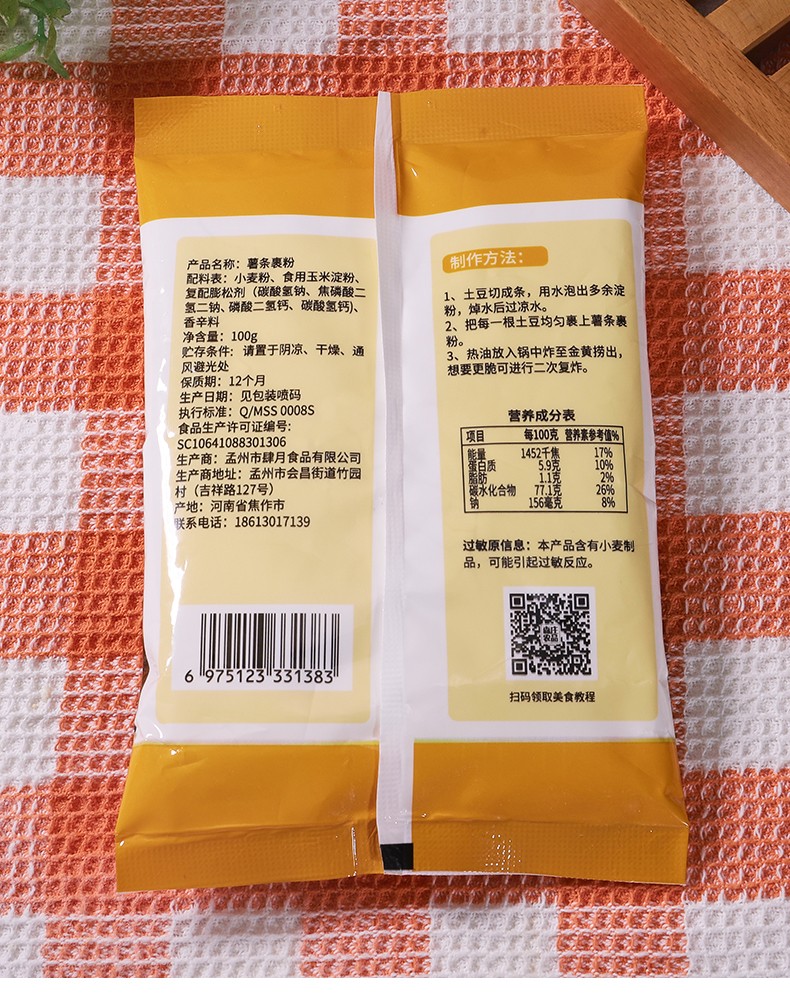 产品名称：薯条裹粉
配料表：小麦粉、食用玉米淀粉、
复配膨松剂（碳酸氢钠、焦磷酸二
氢二钠、磷酸二氢钙、碳酸氢钙)、
香辛料
净含量：100g
贮存条件：请置于阴凉、干燥、通
风避光处
保质期：12个月
生产日期：见包装喷码
执行标准：Q/MSS 0008S
食品生产许可证编号:
SC10641088301306
生产商：孟州市肆月食品有限公司
生产商地址：孟州市会昌街道竹园
村（吉祥路127号）
产地：河南省焦作市
联系电话：18613017139
6 975123 331383
制作方法：
1、土豆切成条，用水泡出多余淀
粉，焯水后过凉水。
2、把每一根土豆均匀裹上薯条裹
粉。
3、热油放入锅中炸至金黄捞出，
想要更脆可进行二次复炸。
营养成分表
项目 每100克 营养素参考值%
能量 1452千焦 17%
蛋白质 5.9克 10%
脂肪 1.1克 2%
碳水化合物 77.1克 26%
钠 156毫克 8%
过敏原信息：本产品含有小麦制
品，可能引起过敏反应。
扫码领取美食教程